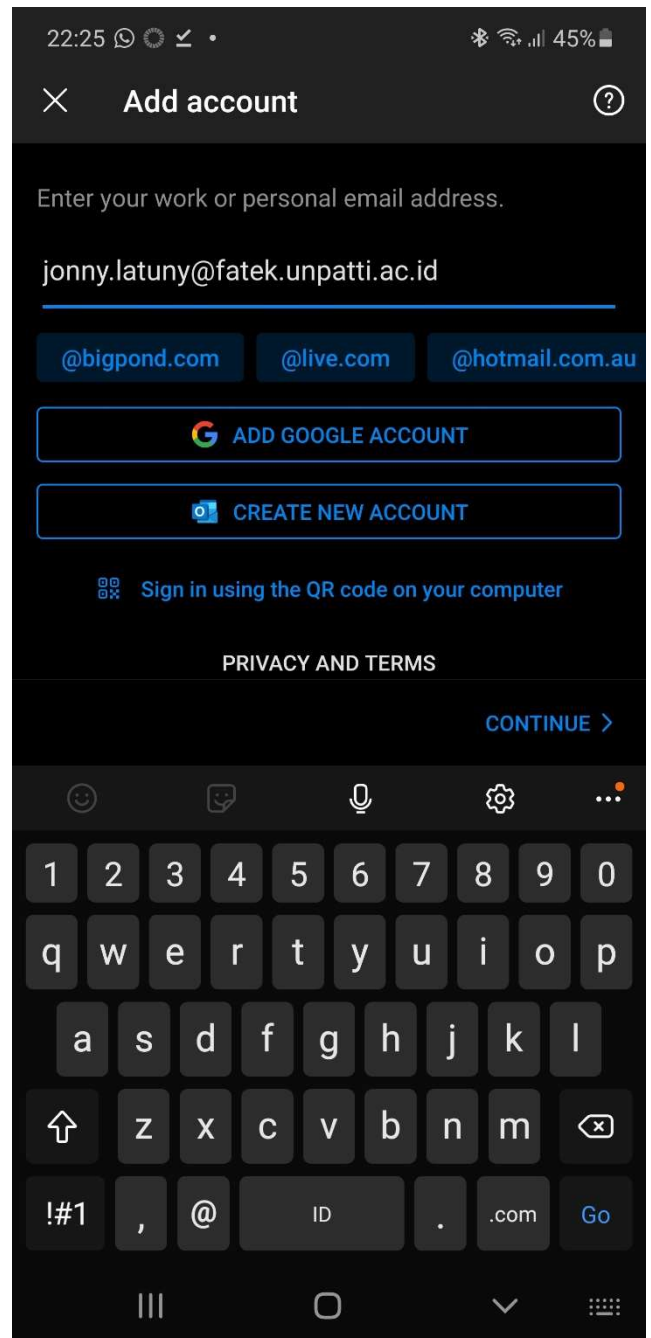 22:25 45%
Add account
Enter your work or personal email address.
jonny.latuny@fatek.unpatti.ac.id
@bigpond.com @live.com @hotmail.com.au
G ADD GOOGLE ACCOUNT
CREATE NEW ACCOUNT
Sign in using the QR code on your computer
PRIVACY AND TERMS
CONTINUE >
1 2 3 4 5 6 7 8 9 0
q w e r t y u i o p
a s d f g h j k l
z x c v b n m
!#1 , @ ID . .com Go